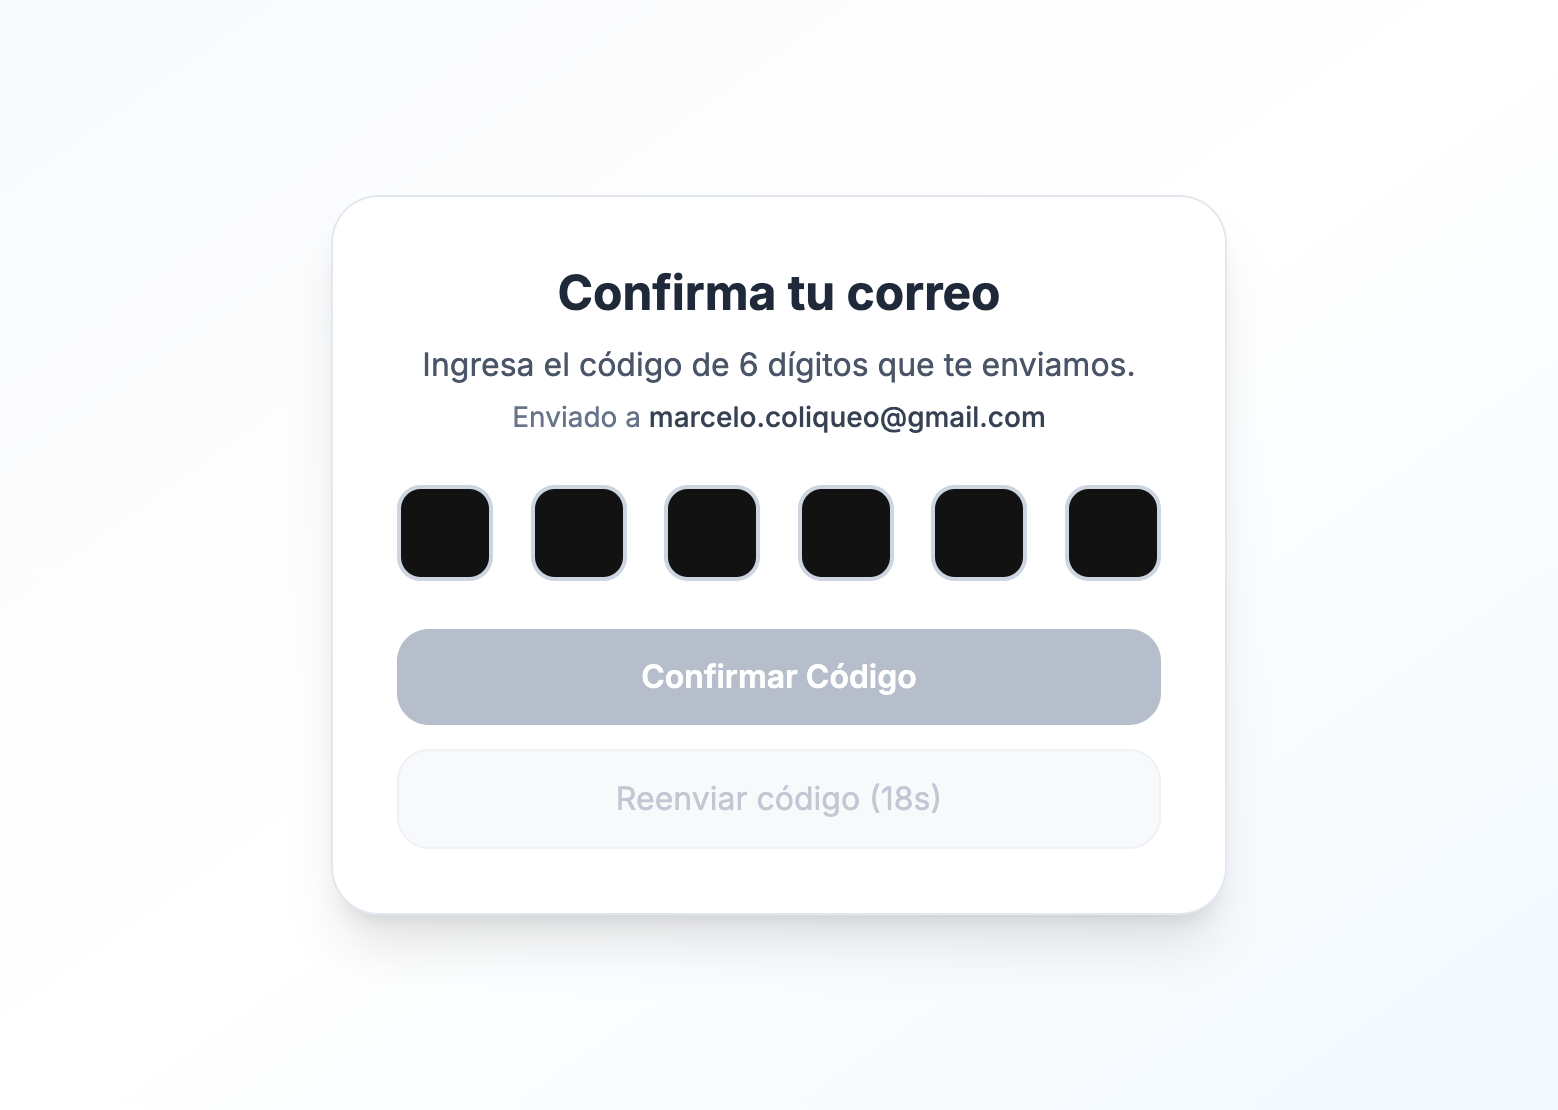 Confirma tu correo
Ingresa el código de 6 dígitos que te enviamos.
Enviado a marcelo.coliqueo@gmail.com
Confirmar Código
Reenviar código (18s)